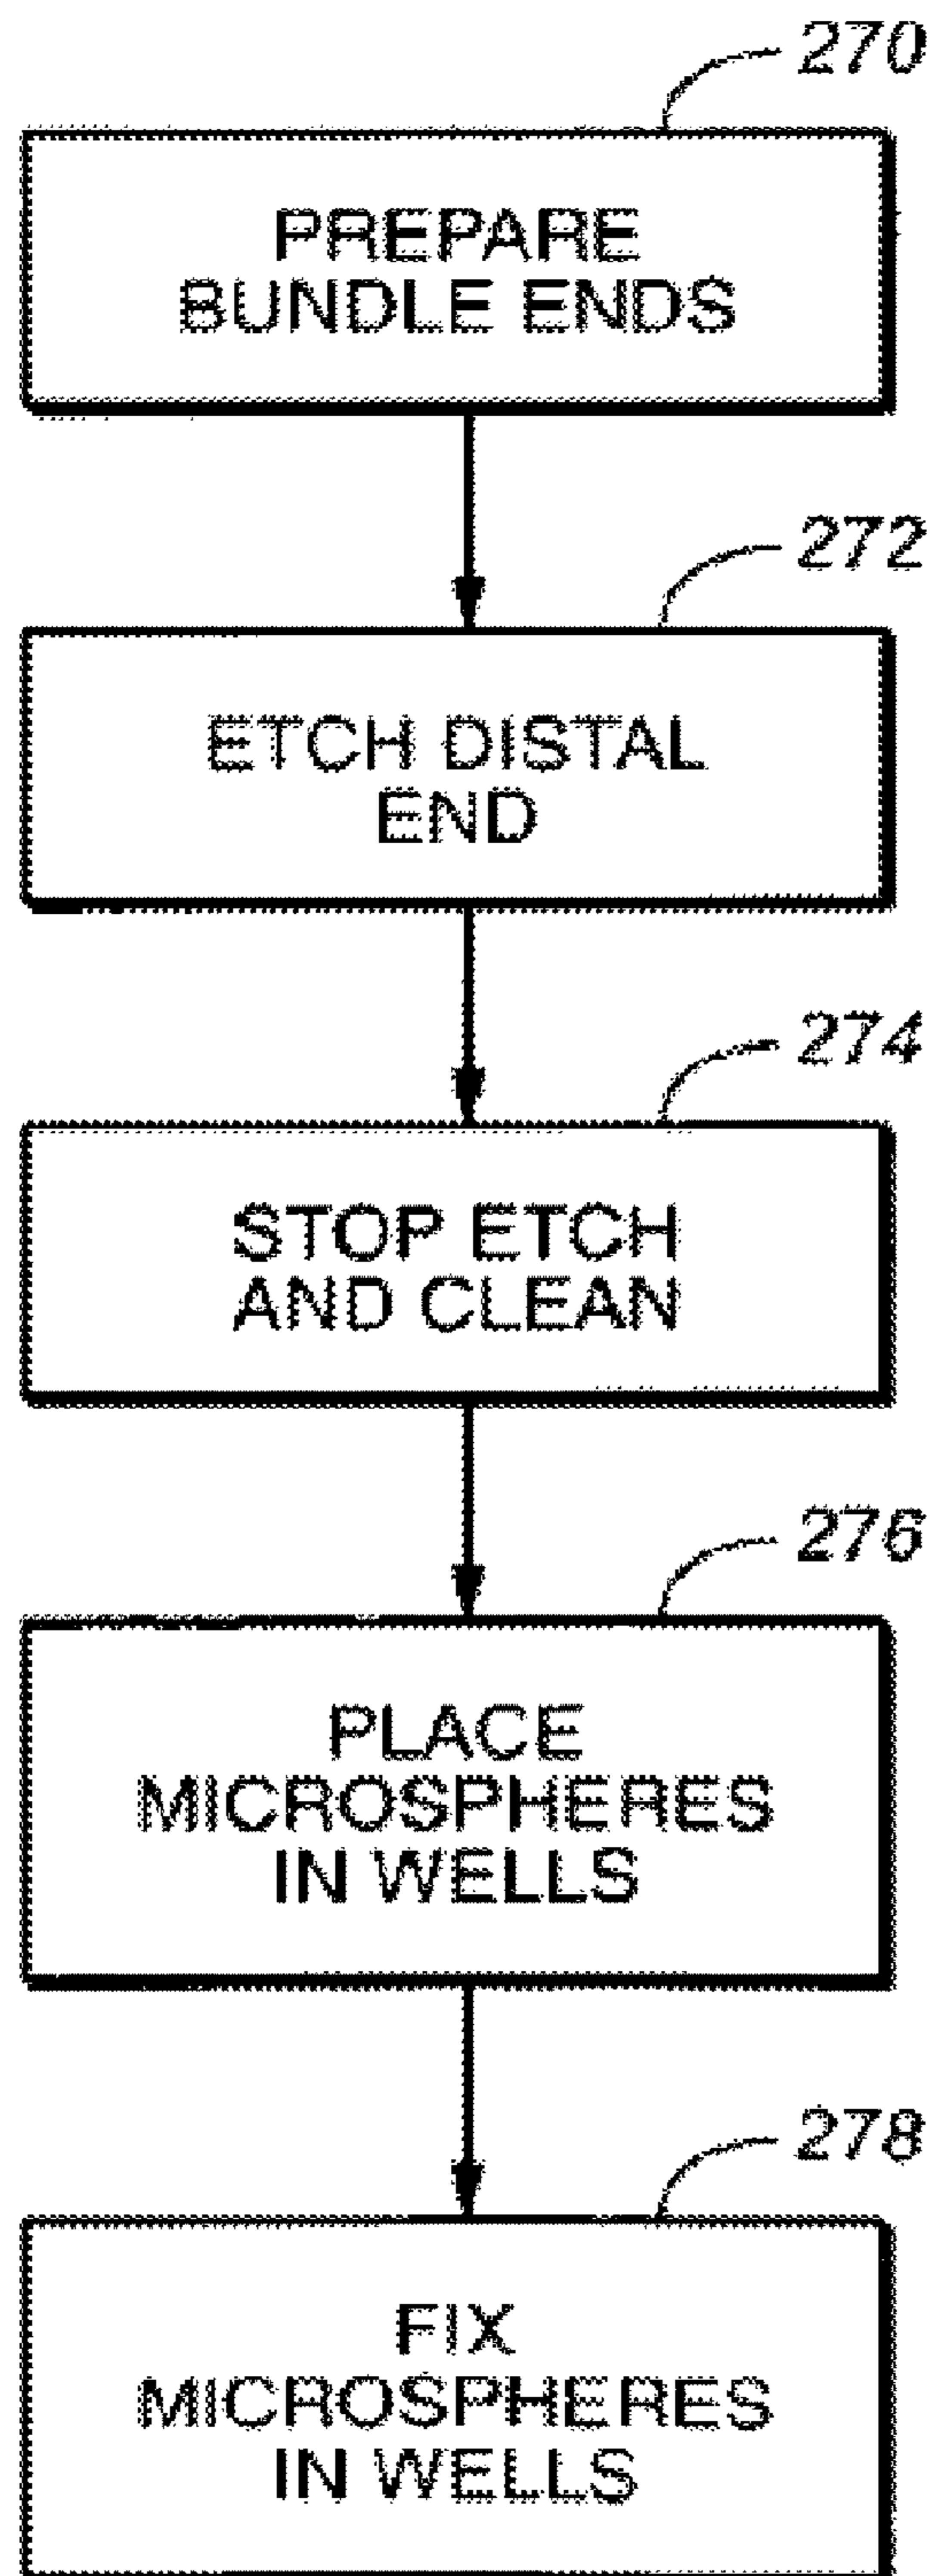 270
PREPARE
BUNDLE ENDS
272
ETCH DISTAL
END
274
STOP ETCH
AND CLEAN
276
PLACE
MICROSPHERES
IN WELLS
278
FIX
MICROSPHERES
IN WELLS